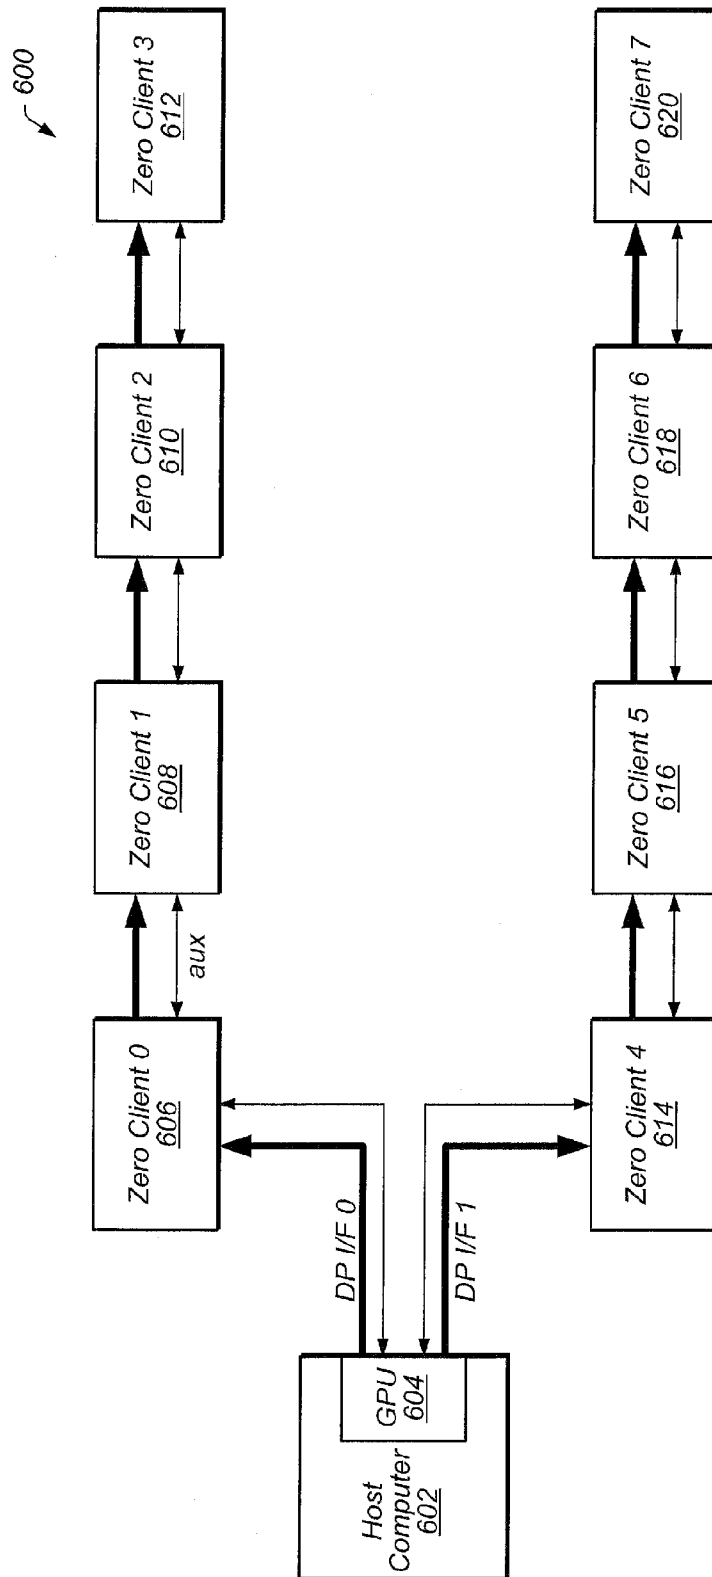 600
Zero Client 0
606
aux
Zero Client 1
608
Zero Client 2
610
Zero Client 3
612
Host
Computer
602
GPU
604
DP I/F 0
DP I/F 1
Zero Client 4
614
Zero Client 5
616
Zero Client 6
618
Zero Client 7
620